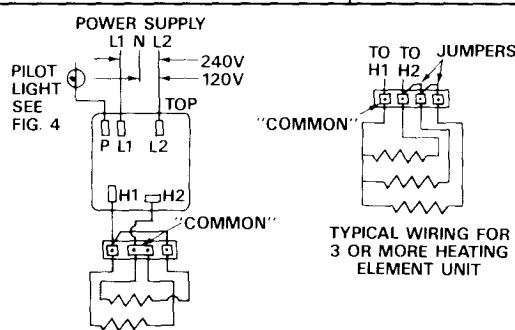 POWER SUPPLY
L1 N L2
240V
120V
PILOT
LIGHT
SEE
FIG. 4
TOP
P L1 L2
H1 H2
"COMMON"
TO TO JUMPERS
H1 H2
"COMMON"
TYPICAL WIRING FOR
3 OR MORE HEATING
ELEMENT UNIT